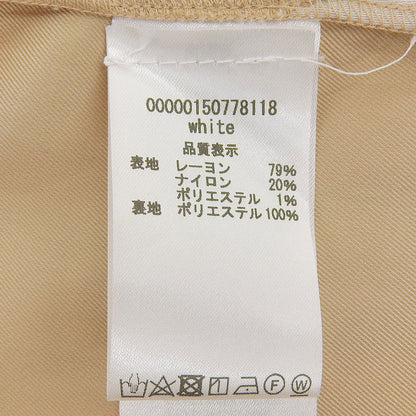 00000150778118
white
品質表示
表地 レーヨン 79%
ナイロン 20%
ポリエステル 1%
裏地 ポリエステル 100%
F W